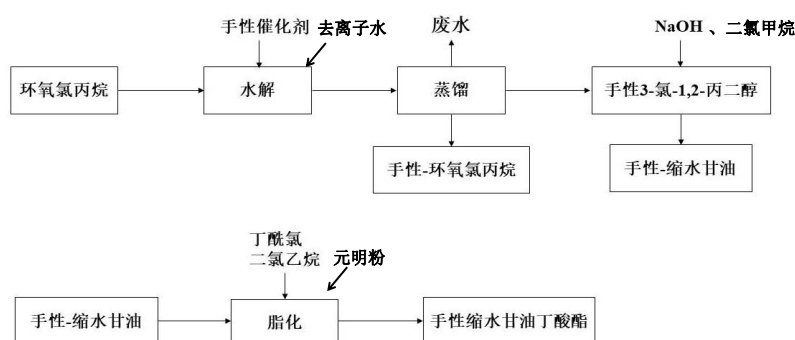 手性催化剂
去离子水
废水
NaOH 、二氯甲烷
环氧氯丙烷
水解
蒸馏
手性3-氯-1,2-丙二醇
手性-环氧氯丙烷
手性-缩水甘油
丁酰氯
二氯乙烷
元明粉
手性-缩水甘油
脂化
手性缩水甘油丁酸酯